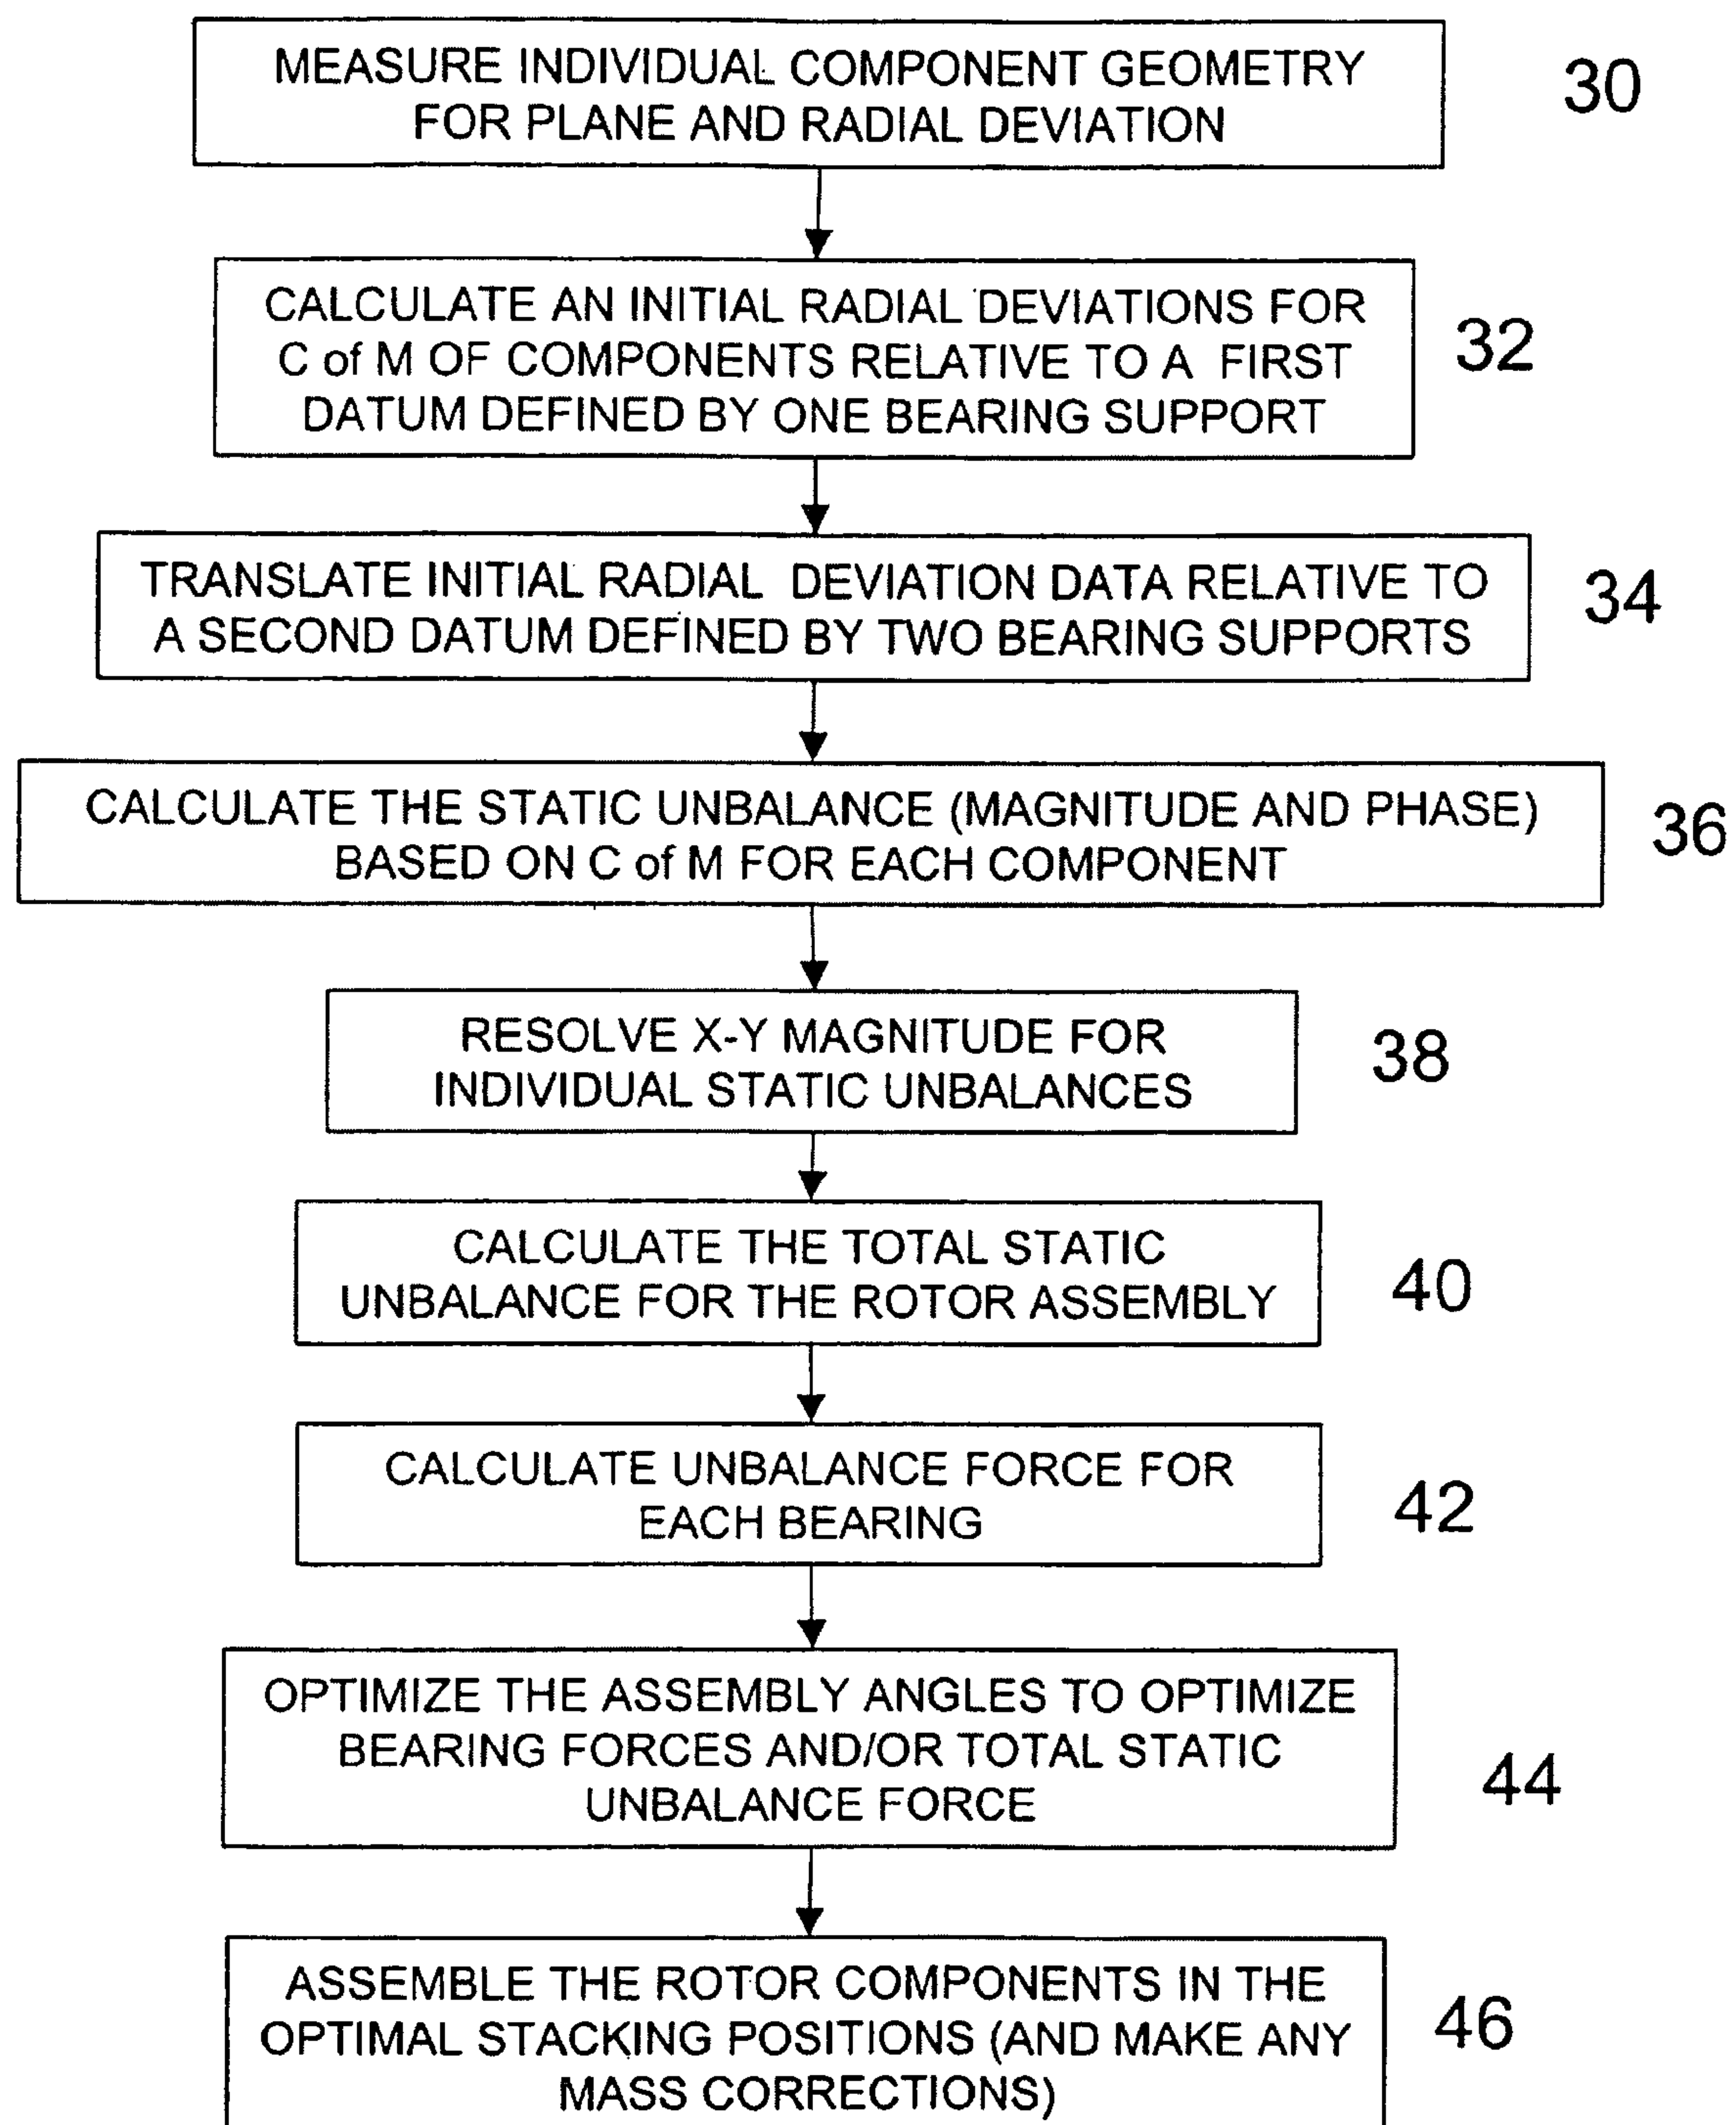 MEASURE INDIVIDUAL COMPONENT GEOMETRY
FOR PLANE AND RADIAL DEVIATION
30
CALCULATE AN INITIAL RADIAL DEVIATIONS FOR
C of M OF COMPONENTS RELATIVE TO A FIRST
DATUM DEFINED BY ONE BEARING SUPPORT
32
TRANSLATE INITIAL RADIAL DEVIATION DATA RELATIVE TO
A SECOND DATUM DEFINED BY TWO BEARING SUPPORTS
34
CALCULATE THE STATIC UNBALANCE (MAGNITUDE AND PHASE)
BASED ON C of M FOR EACH COMPONENT
36
RESOLVE X-Y MAGNITUDE FOR
INDIVIDUAL STATIC UNBALANCES
38
CALCULATE THE TOTAL STATIC
UNBALANCE FOR THE ROTOR ASSEMBLY
40
CALCULATE UNBALANCE FORCE FOR
EACH BEARING
42
OPTIMIZE THE ASSEMBLY ANGLES TO OPTIMIZE
BEARING FORCES AND/OR TOTAL STATIC
UNBALANCE FORCE
44
ASSEMBLE THE ROTOR COMPONENTS IN THE
OPTIMAL STACKING POSITIONS (AND MAKE ANY
MASS CORRECTIONS)
46